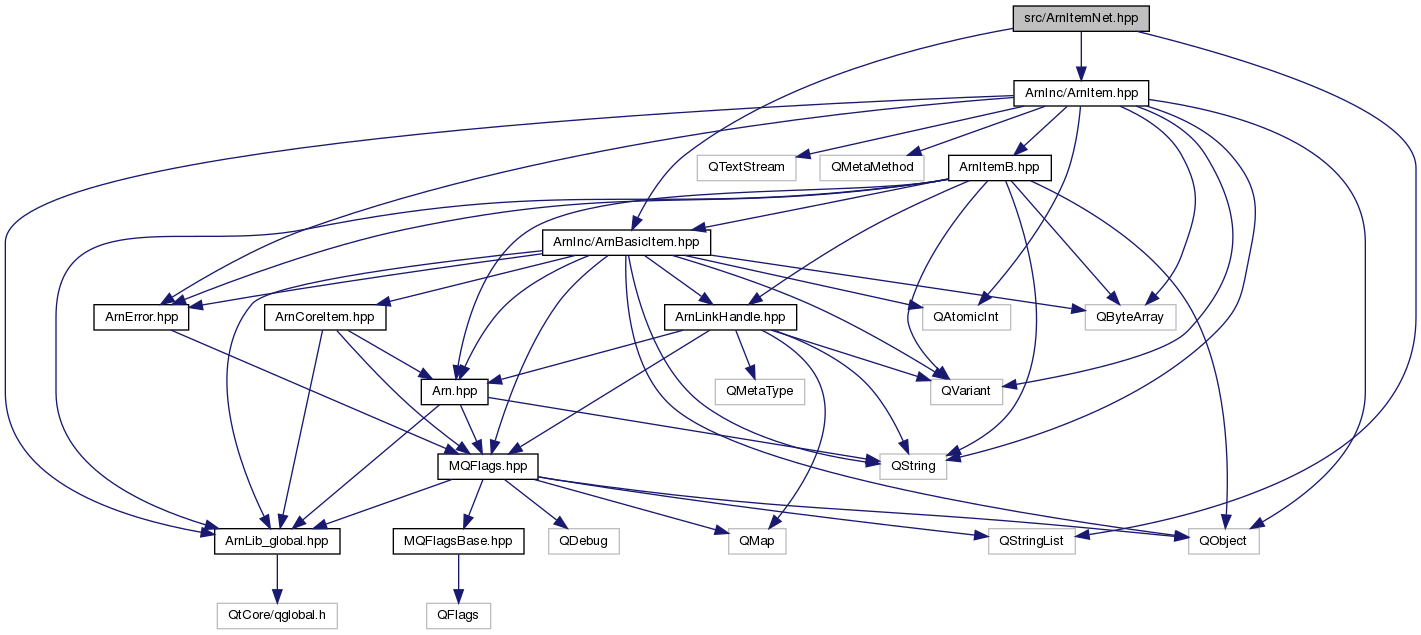 src/ArnItemNet.hpp
ArnInc/ArnItem.hpp
QTextStream
QMetaMethod
ArnItemB.hpp
ArnInc/ArnBasicItem.hpp
ArnError.hpp
ArnCoreItem.hpp
ArnLinkHandle.hpp
QAtomicInt
QByteArray
Arn.hpp
QMetaType
QVariant
MQFlags.hpp
QString
ArnLib_global.hpp
MQFlagsBase.hpp
QDebug
QMap
QStringList
QObject
QtCore/qglobal.h
QFlags